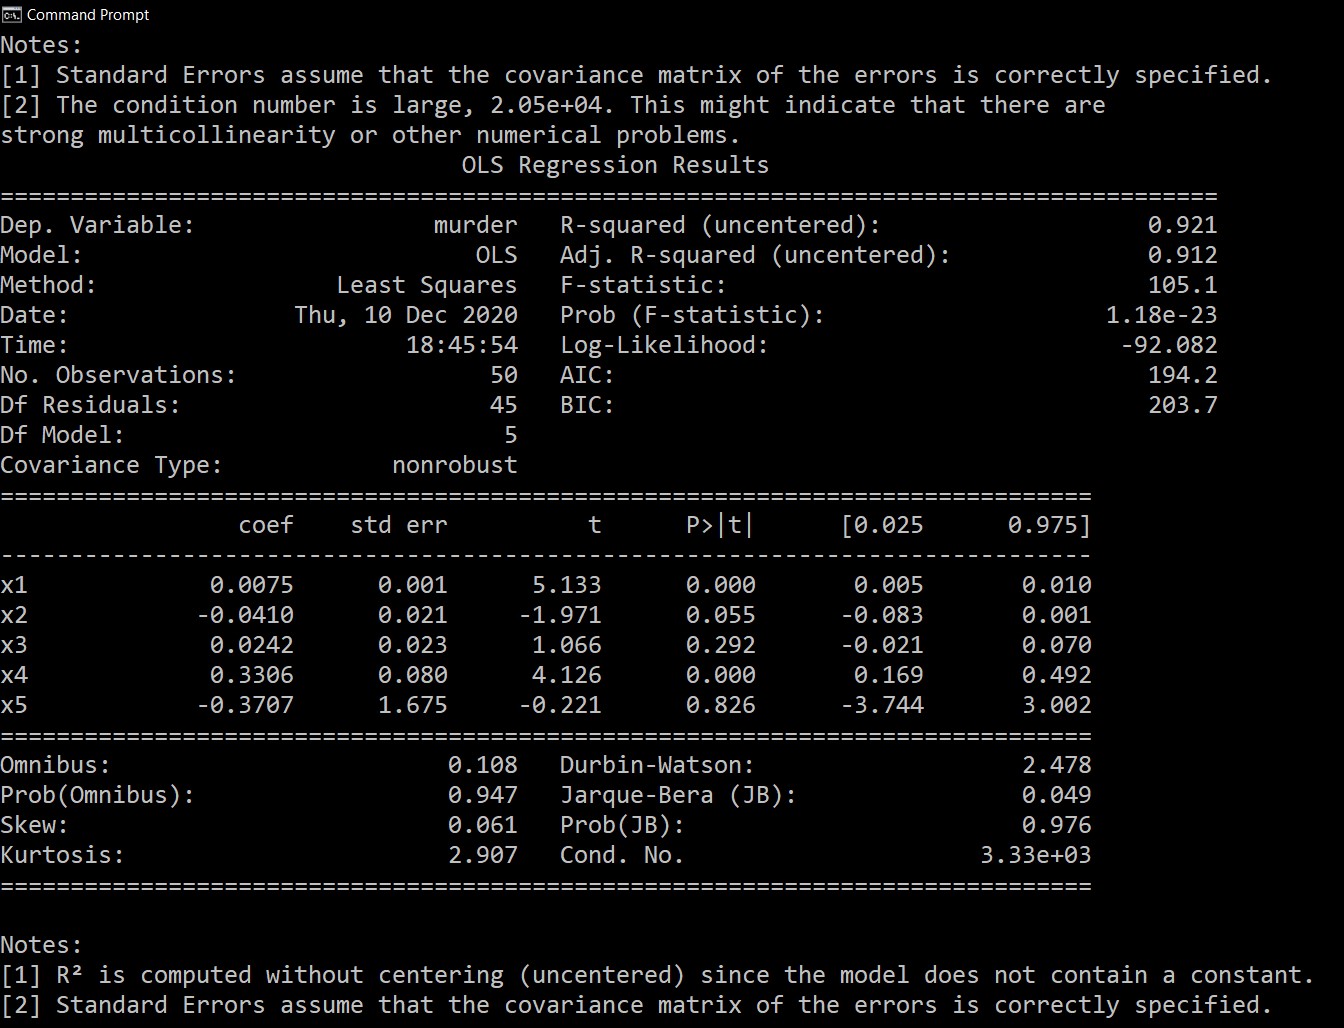 Command Prompt
Notes:
[1] Standard Errors assume that the covariance matrix of the errors is correctly specified.
[2] The condition number is large, 2.05e+04. This might indicate that there are
strong multicollinearity or other numerical problems.
                                 OLS Regression Results
=======================================================================================
Dep. Variable:                 murder   R-squared (uncentered):                   0.921
Model:                            OLS   Adj. R-squared (uncentered):              0.912
Method:                 Least Squares   F-statistic:                              105.1
Date:                Thu, 10 Dec 2020   Prob (F-statistic):                    1.18e-23
Time:                        18:45:54   Log-Likelihood:                         -92.082
No. Observations:                  50   AIC:                                      194.2
Df Residuals:                      45   BIC:                                      203.7
Df Model:                           5
Covariance Type:            nonrobust
==============================================================================
                 coef    std err          t      P>|t|      [0.025      0.975]
------------------------------------------------------------------------------
x1             0.0075      0.001      5.133      0.000       0.005       0.010
x2            -0.0410      0.021     -1.971      0.055      -0.083       0.001
x3             0.0242      0.023      1.066      0.292      -0.021       0.070
x4             0.3306      0.080      4.126      0.000       0.169       0.492
x5            -0.3707      1.675     -0.221      0.826      -3.744       3.002
==============================================================================
Omnibus:                        0.108   Durbin-Watson:                   2.478
Prob(Omnibus):                  0.947   Jarque-Bera (JB):                0.049
Skew:                           0.061   Prob(JB):                        0.976
Kurtosis:                       2.907   Cond. No.                     3.33e+03
==============================================================================
Notes:
[1] R² is computed without centering (uncentered) since the model does not contain a constant.
[2] Standard Errors assume that the covariance matrix of the errors is correctly specified.